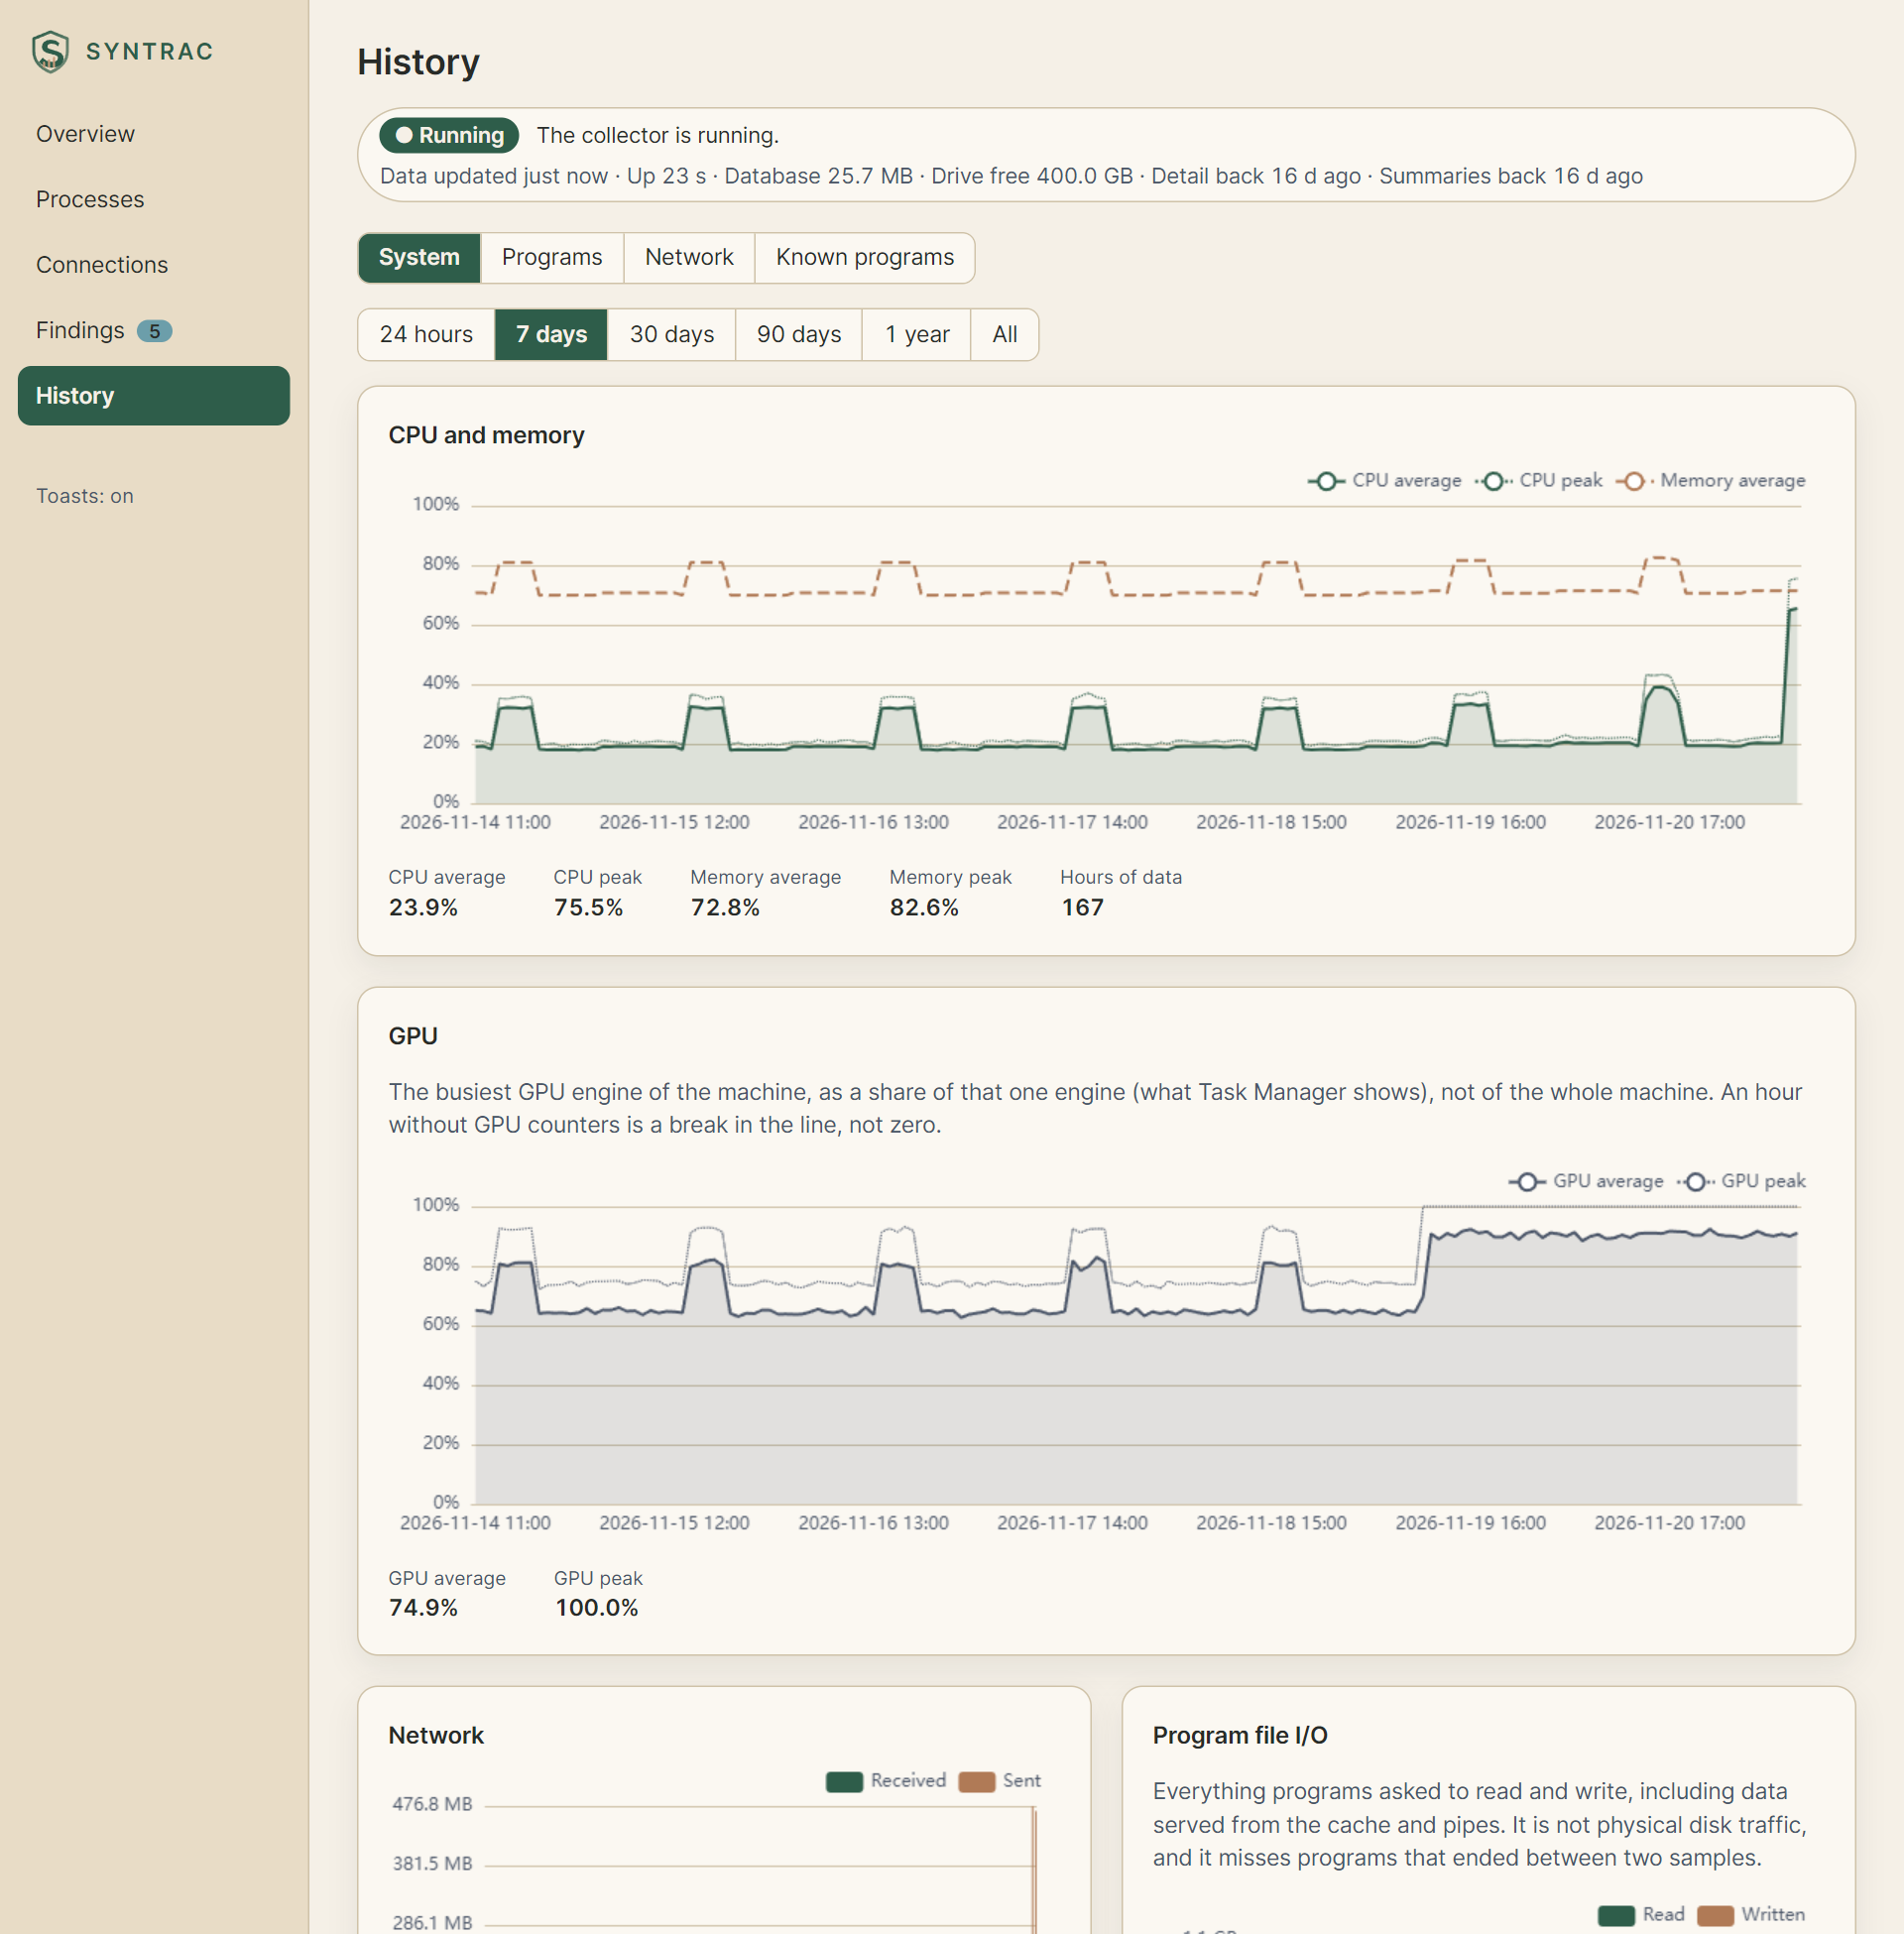 SYNTRAC
Overview
Processes
Connections
Findings 5
History
Toasts: on
History
Running The collector is running.
Data updated just now · Up 23 s · Database 25.7 MB · Drive free 400.0 GB · Detail back 16 d ago · Summaries back 16 d ago
System Programs Network Known programs
24 hours 7 days 30 days 90 days 1 year All
CPU and memory
CPU average CPU peak Memory average
100%
80%
60%
40%
20%
0%
2026-11-14 11:00 2026-11-15 12:00 2026-11-16 13:00 2026-11-17 14:00 2026-11-18 15:00 2026-11-19 16:00 2026-11-20 17:00
CPU average CPU peak Memory average Memory peak Hours of data
23.9% 75.5% 72.8% 82.6% 167
GPU
The busiest GPU engine of the machine, as a share of that one engine (what Task Manager shows), not of the whole machine. An hour
without GPU counters is a break in the line, not zero.
GPU average GPU peak
100%
80%
60%
40%
20%
0%
2026-11-14 11:00 2026-11-15 12:00 2026-11-16 13:00 2026-11-17 14:00 2026-11-18 15:00 2026-11-19 16:00 2026-11-20 17:00
GPU average GPU peak
74.9% 100.0%
Network
Received Sent
476.8 MB
381.5 MB
286.1 MB
Program file I/O
Everything programs asked to read and write, including data
served from the cache and pipes. It is not physical disk traffic,
and it misses programs that ended between two samples.
Read Written